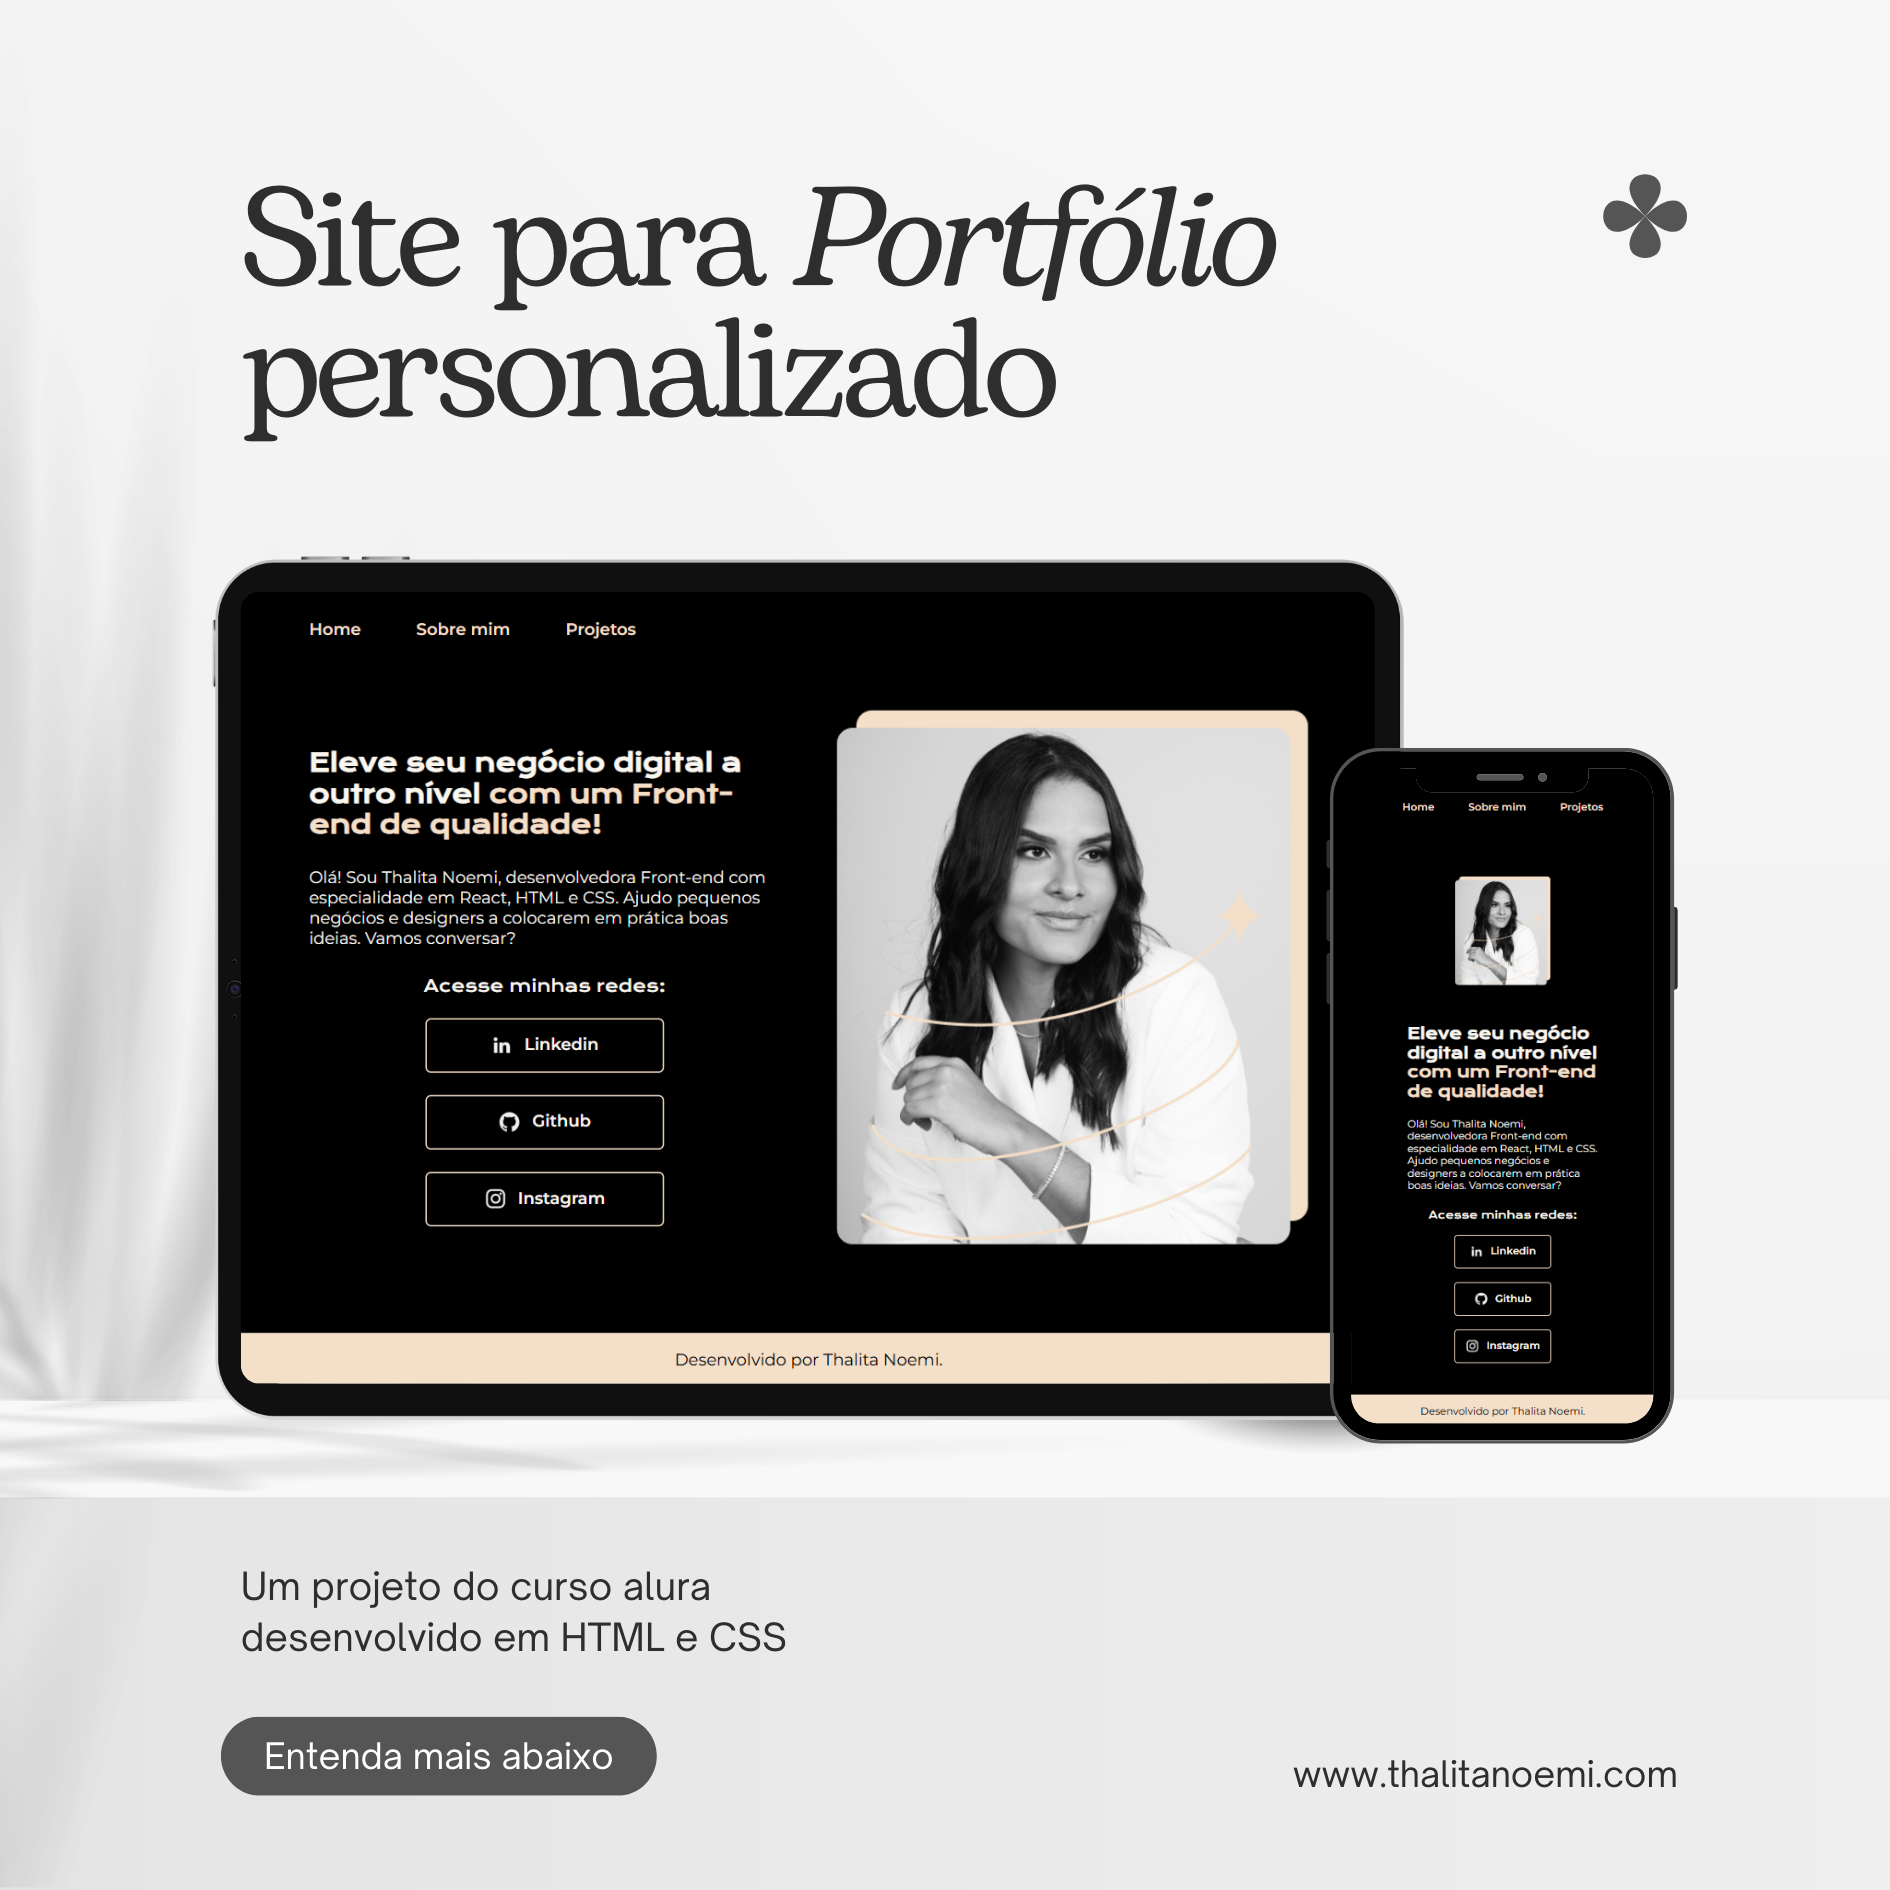 Site para Portfólio
personalizado
Home Sobre mim Projetos
Eleve seu negócio digital a
outro nível com um Front-
end de qualidade!
Olá! Sou Thalita Noemi, desenvolvedora Front-end com
especialidade em React, HTML e CSS. Ajudo pequenos
negócios e designers a colocarem em prática boas
ideias. Vamos conversar?
Acesse minhas redes:
in Linkedin
Github
Instagram
Desenvolvido por Thalita Noemi.
Home Sobre mim Projetos
Eleve seu negócio
digital a outro nível
com um Front-end
de qualidade!
Olá! Sou Thalita Noemi,
desenvolvedora Front-end com
especialidade em React, HTML e CSS.
Ajudo pequenos negócios e
designers a colocarem em prática
boas ideias. Vamos conversar?
Acesse minhas redes:
in Linkedin
Github
Instagram
Desenvolvido por Thalita Noemi.
Um projeto do curso alura
desenvolvido em HTML e CSS
Entenda mais abaixo
www.thalitanoemi.com